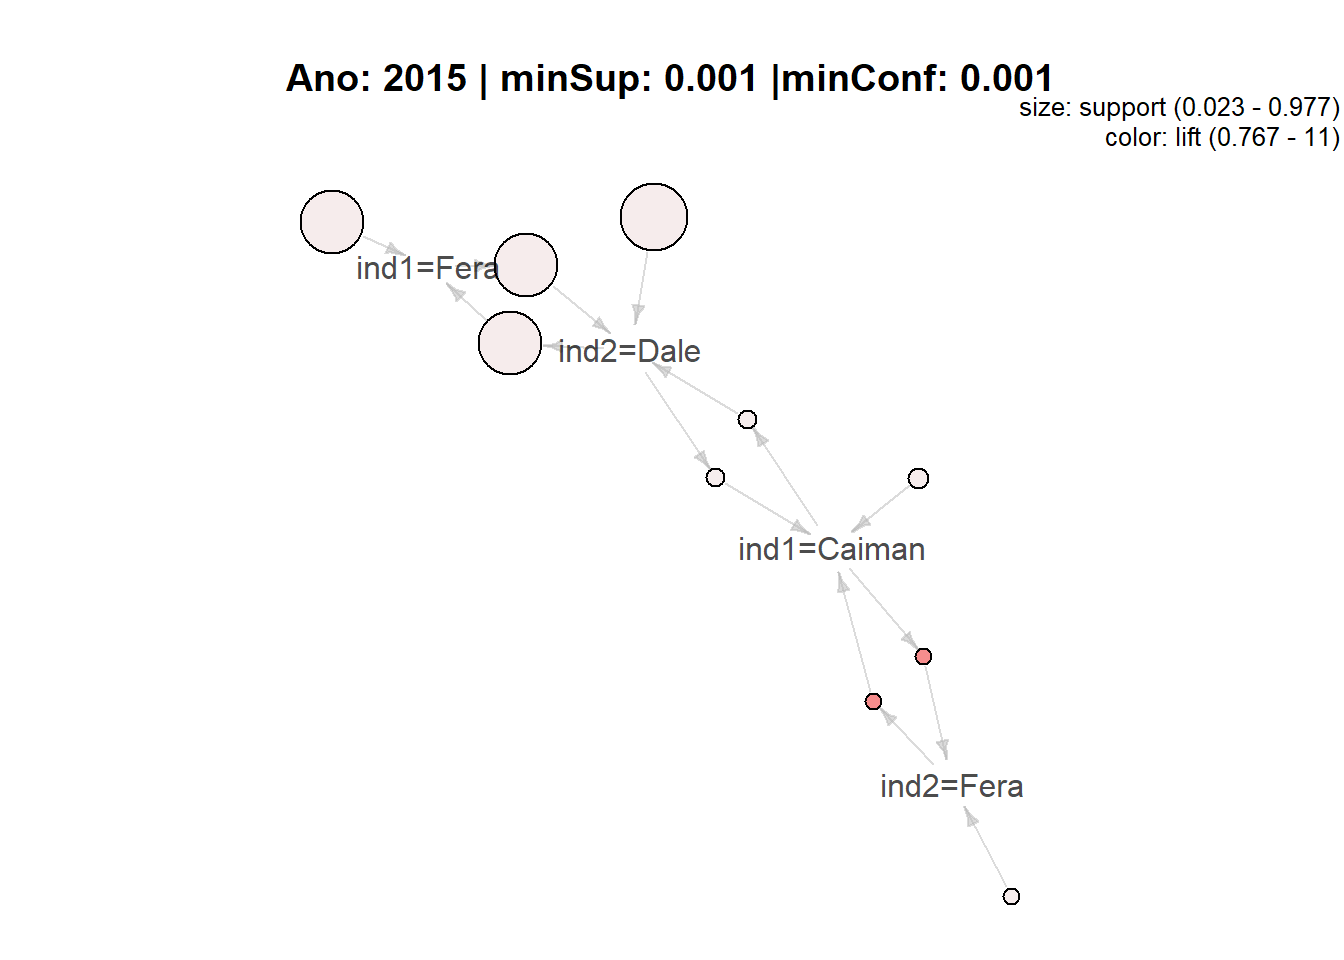 Ano: 2015 | minSup: 0.001 |minConf: 0.001
size: support (0.023 - 0.977)
color: lift (0.767 - 11)
ind1=Fera
ind2=Dale
ind1=Caiman
ind2=Fera